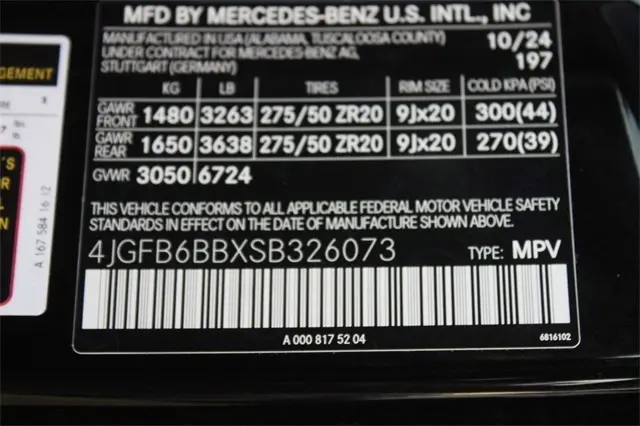 MFD BY MERCEDES-BENZ U.S. INTL., INC
MANUFACTURED IN USA (ALABAMA, TUSCALOOSA COUNTY) 10/24
UNDER CONTRACT FOR MERCEDES-BENZ AG, 197
STUTTGART (GERMANY)
KG LB TIRES RIM SIZE COLD KPA (PSI)
GAWR FRONT 1480 3263 275/50 ZR20 9Jx20 300(44)
GAWR REAR 1650 3638 275/50 ZR20 9Jx20 270(39)
GVWR 3050 6724
THIS VEHICLE CONFORMS TO ALL APPLICABLE FEDERAL MOTOR VEHICLE SAFETY
STANDARDS IN EFFECT ON THE DATE OF MANUFACTURE SHOWN ABOVE.
4JGFB6BBXSB326073 TYPE: MPV
A 000 817 52 04 6816102
GEMENT
A 167 584 16 12